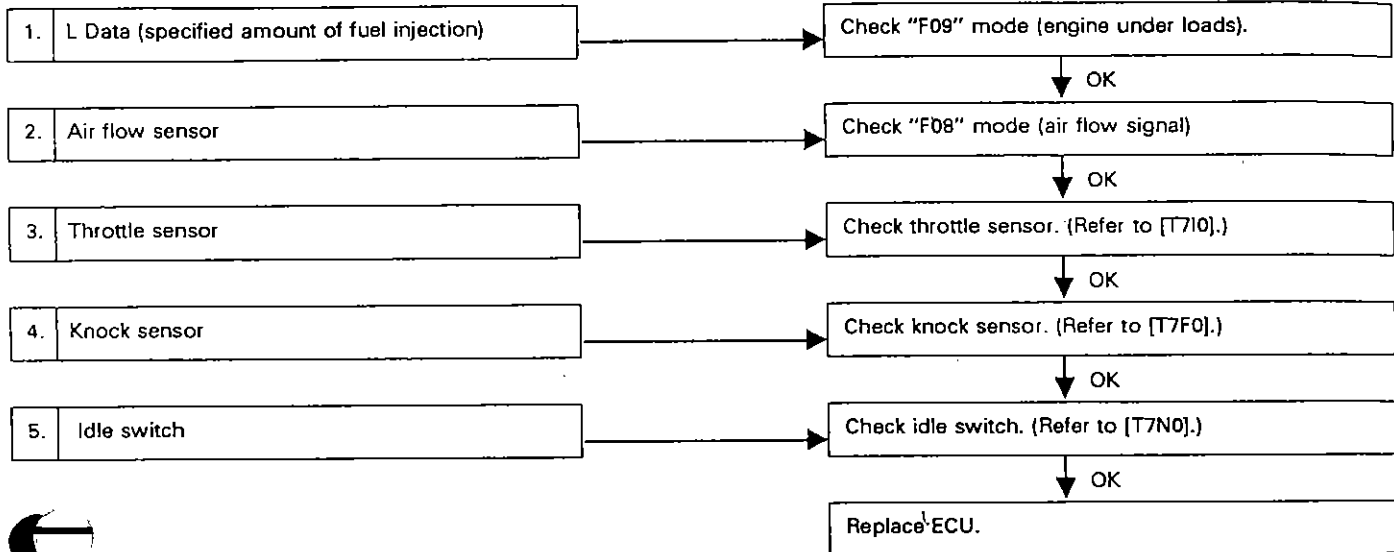 1. L Data (specified amount of fuel injection)
Check "F09" mode (engine under loads).
OK
2. Air flow sensor
Check "F08" mode (air flow signal)
OK
3. Throttle sensor
Check throttle sensor. (Refer to [T7I0].)
OK
4. Knock sensor
Check knock sensor. (Refer to [T7F0].)
OK
5. Idle switch
Check idle switch. (Refer to [T7N0].)
OK
Replace ECU.